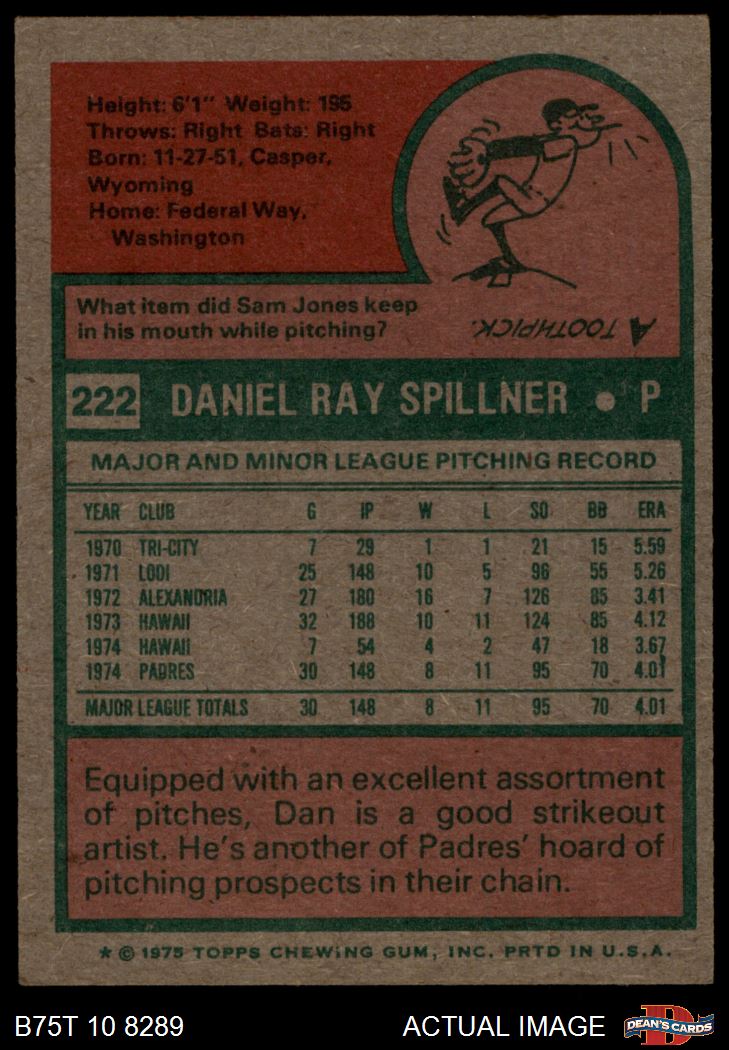 Height: 6'1" Weight: 195
Throws: Right Bats: Right
Born: 11-27-51, Casper,
Wyoming
Home: Federal Way,
Washington
What item did Sam Jones keep
in his mouth while pitching?
A TOOTHPICK.
222 DANIEL RAY SPILLNER • P
MAJOR AND MINOR LEAGUE PITCHING RECORD
YEAR CLUB G IP W L SO BB ERA
1970 TRI-CITY 7 29 1 1 21 15 5.59
1971 LODI 25 148 10 5 96 55 5.26
1972 ALEXANDRIA 27 180 16 7 126 85 3.41
1973 HAWAII 32 188 10 11 124 85 4.12
1974 HAWAII 7 54 4 2 47 18 3.67
1974 PADRES 30 148 8 11 95 70 4.01
MAJOR LEAGUE TOTALS 30 148 8 11 95 70 4.01
Equipped with an excellent assortment
of pitches, Dan is a good strikeout
artist. He's another of Padres' hoard of
pitching prospects in their chain.
* © 1975 TOPPS CHEWING GUM, INC. PRTD IN U.S.A.
B75T 10 8289 ACTUAL IMAGE DEAN'S CARDS